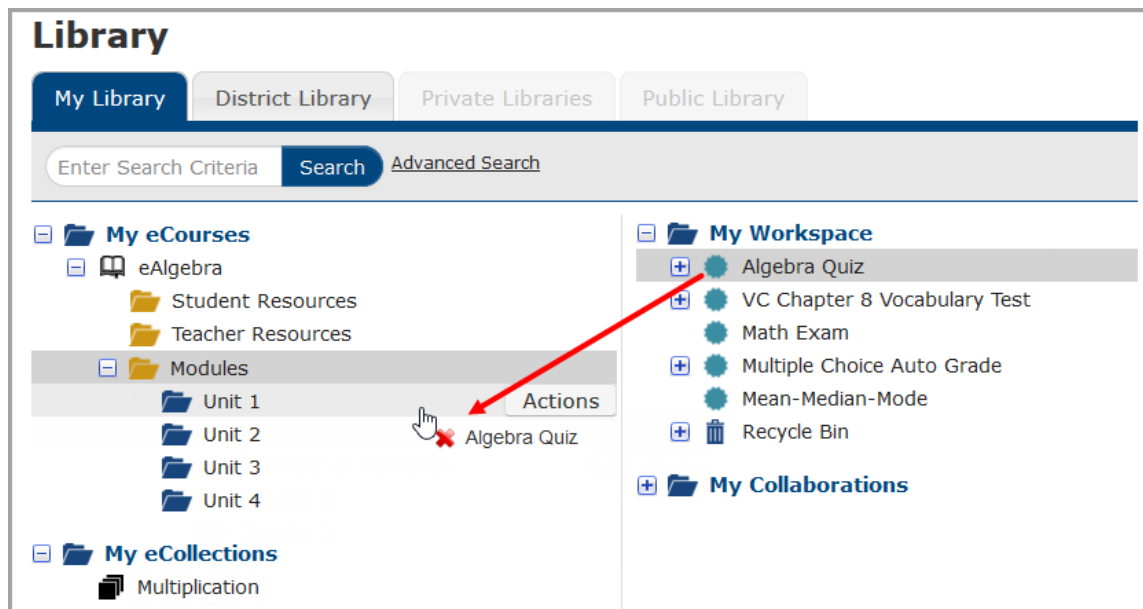 Library
My Library District Library Private Libraries Public Library
Enter Search Criteria Search Advanced Search
My eCourses
eAlgebra
Student Resources
Teacher Resources
Modules
Unit 1 Actions
Unit 2 Algebra Quiz
Unit 3
Unit 4
My eCollections
Multiplication
My Workspace
Algebra Quiz
VC Chapter 8 Vocabulary Test
Math Exam
Multiple Choice Auto Grade
Mean-Median-Mode
Recycle Bin
My Collaborations